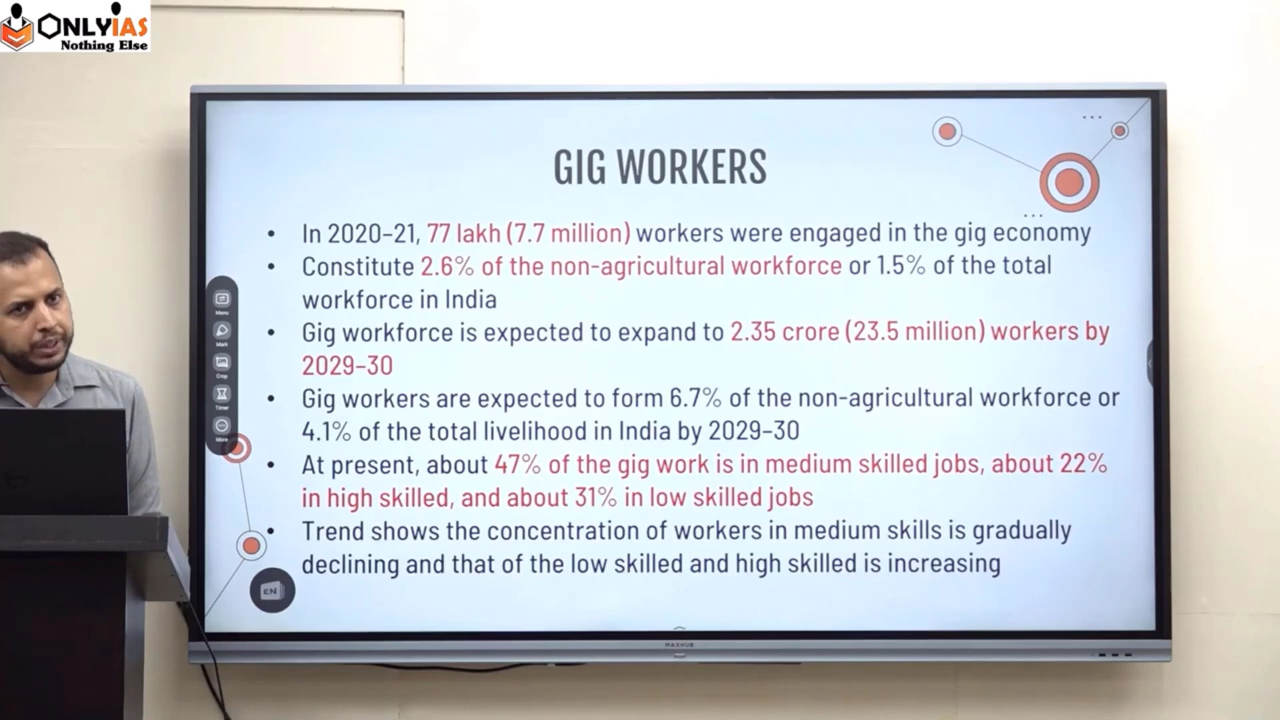 ONLYIAS
Nothing Else
GIG WORKERS
• In 2020–21, 77 lakh (7.7 million) workers were engaged in the gig economy
• Constitute 2.6% of the non-agricultural workforce or 1.5% of the total
workforce in India
• Gig workforce is expected to expand to 2.35 crore (23.5 million) workers by
2029–30
• Gig workers are expected to form 6.7% of the non-agricultural workforce or
4.1% of the total livelihood in India by 2029–30
• At present, about 47% of the gig work is in medium skilled jobs, about 22%
in high skilled, and about 31% in low skilled jobs
• Trend shows the concentration of workers in medium skills is gradually
declining and that of the low skilled and high skilled is increasing
Menu
Mark
Crop
Timer
More
EN
MAXHUB